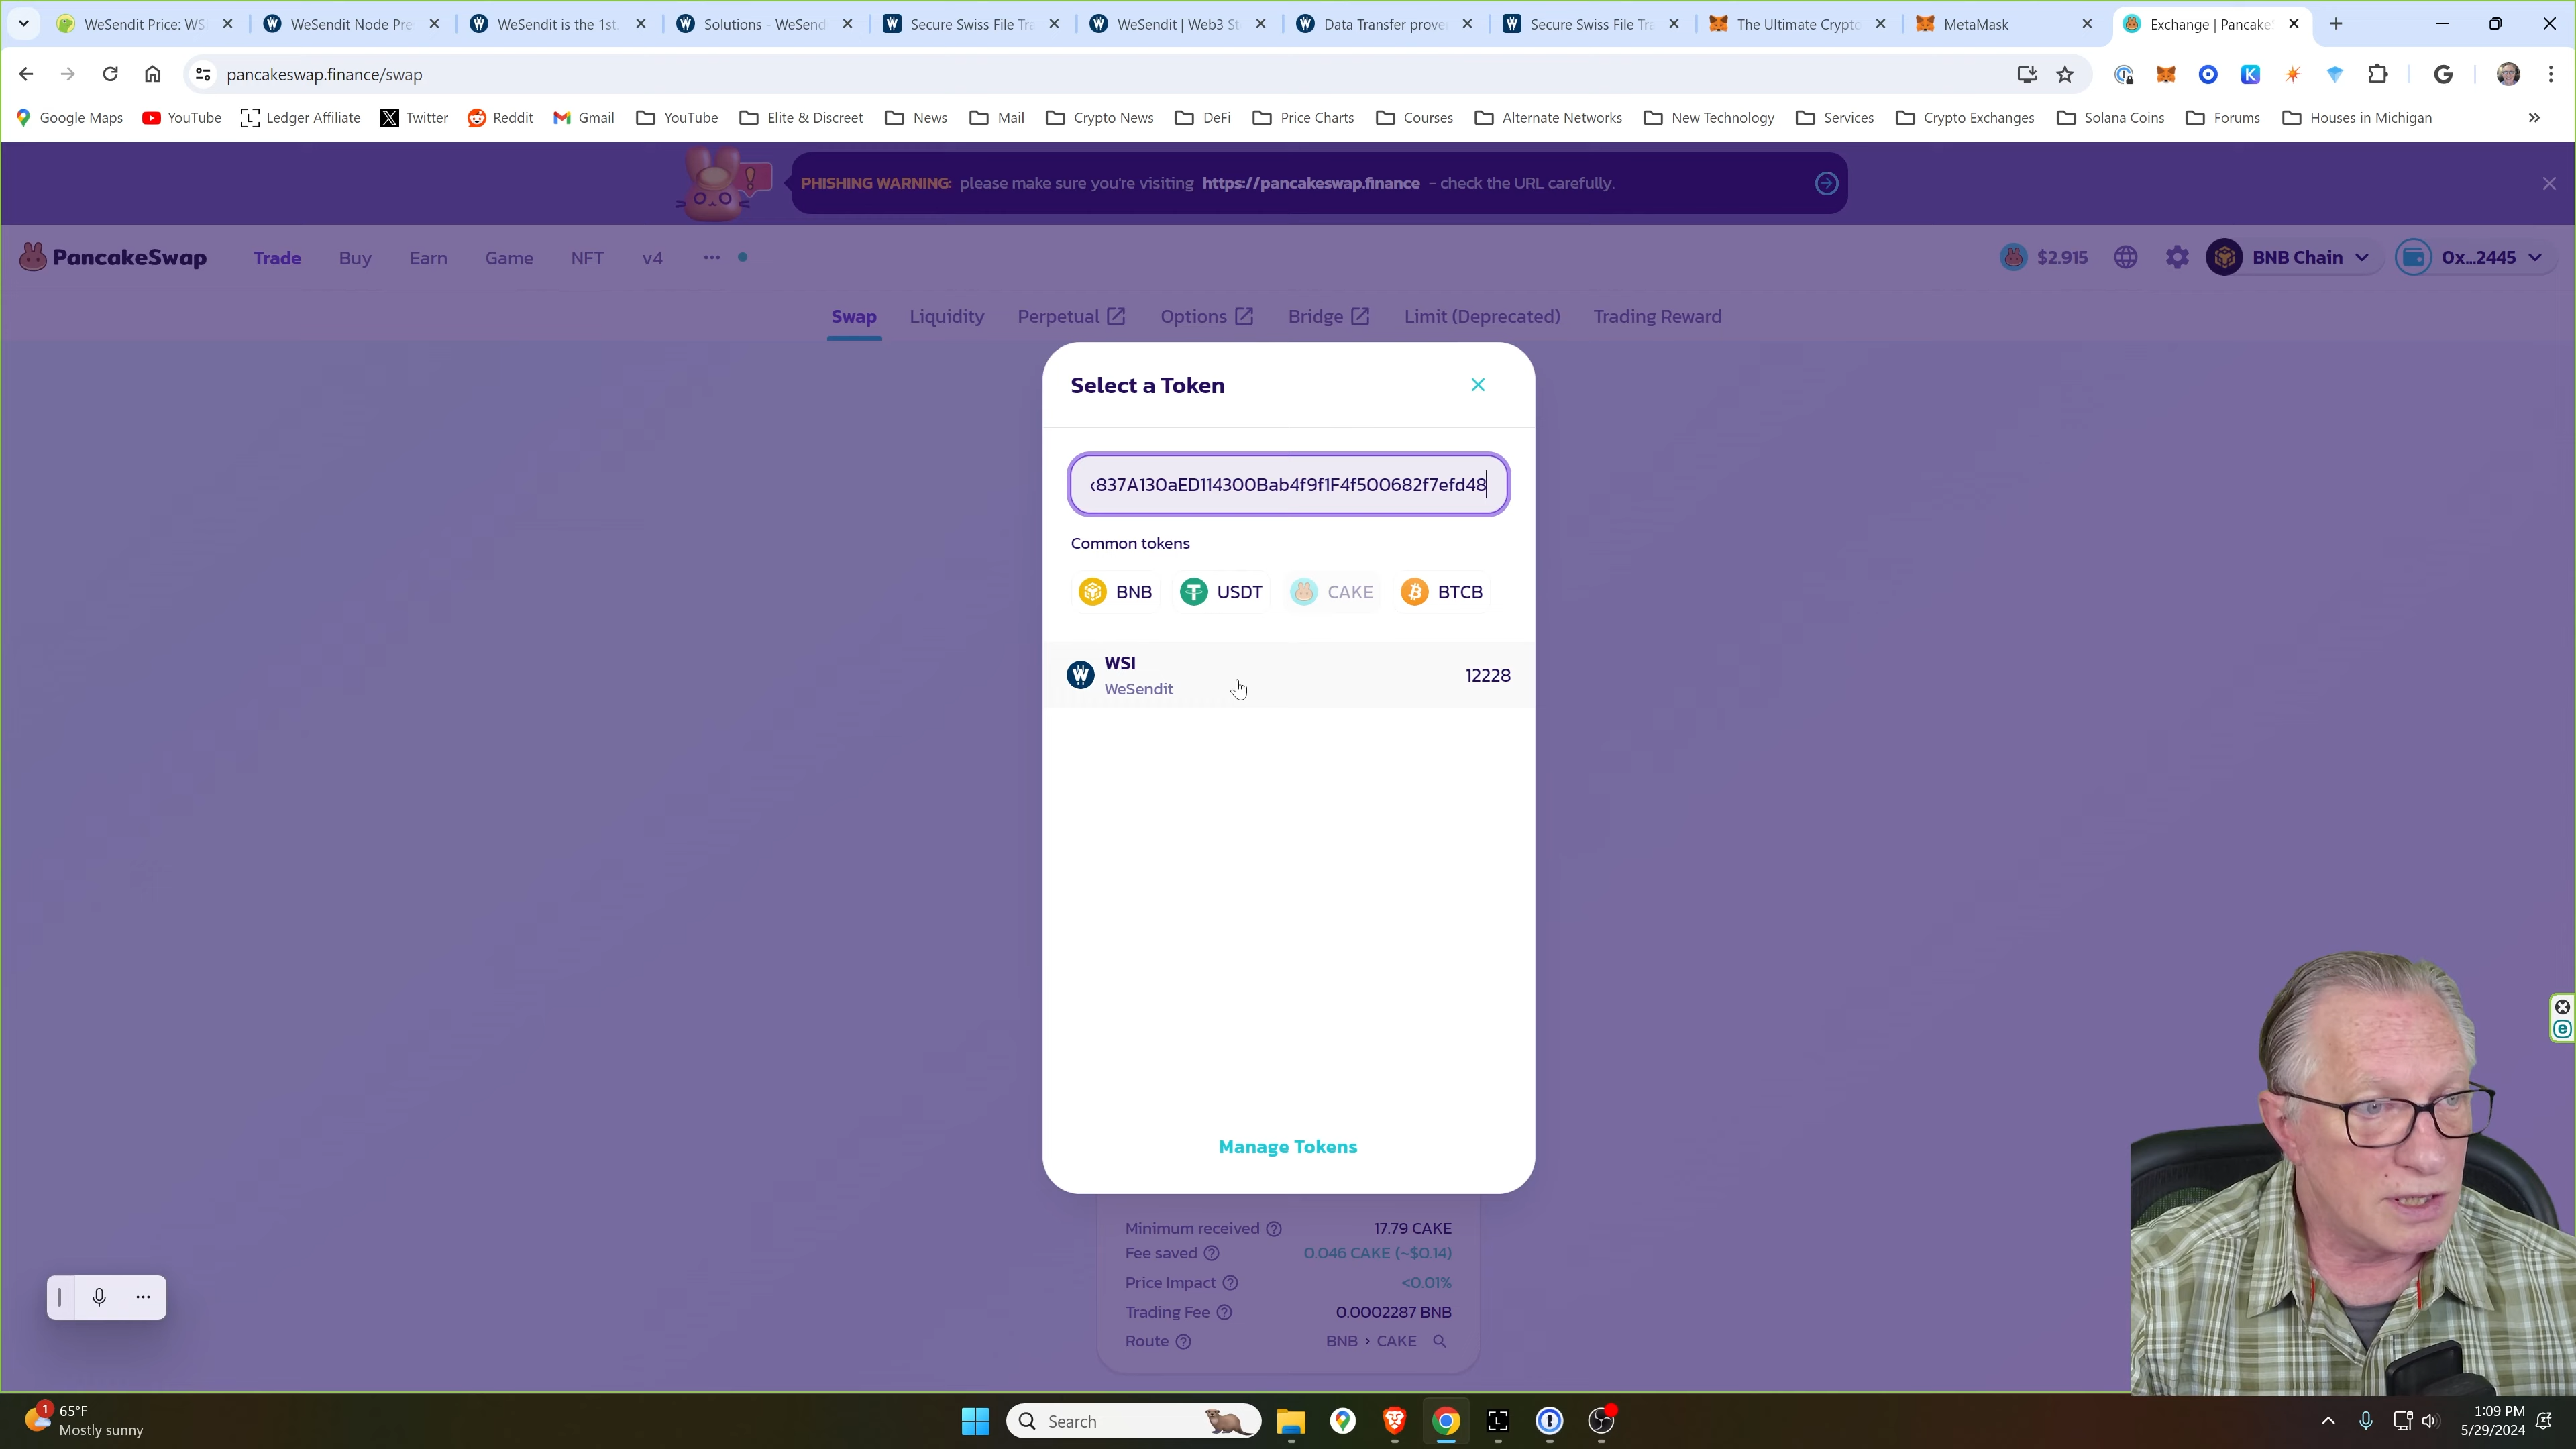 WeSendit Price: WS
WeSendit Node Pre
WeSendit is the 1st
Solutions - WeSend
Secure Swiss File Tra
WeSendit | Web3 St
Data Transfer prove
Secure Swiss File Tra
The Ultimate Crypto
MetaMask
Exchange | PancakeS
pancakeswap.finance/swap
Google Maps YouTube Ledger Affiliate Twitter Reddit Gmail YouTube Elite & Discreet News Mail Crypto News DeFi Price Charts Courses Alternate Networks New Technology Services Crypto Exchanges Solana Coins Forums Houses in Michigan
PHISHING WARNING: please make sure you're visiting https://pancakeswap.finance - check the URL carefully.
PancakeSwap Trade Buy Earn Game NFT v4 $2.915 BNB Chain 0x...2445
Swap Liquidity Perpetual Options Bridge Limit (Deprecated) Trading Reward
Select a Token
x837A130aED114300Bab4f9f1F4f500682f7efd48
Common tokens
BNB USDT CAKE BTCB
WSI
WeSendit
12228
Manage Tokens
Minimum received 17.79 CAKE
Fee saved 0.046 CAKE (~$0.14)
Price Impact <0.01%
Trading Fee 0.0002287 BNB
Route BNB > CAKE
1
65°F
Mostly sunny
Search
1:09 PM
5/29/2024